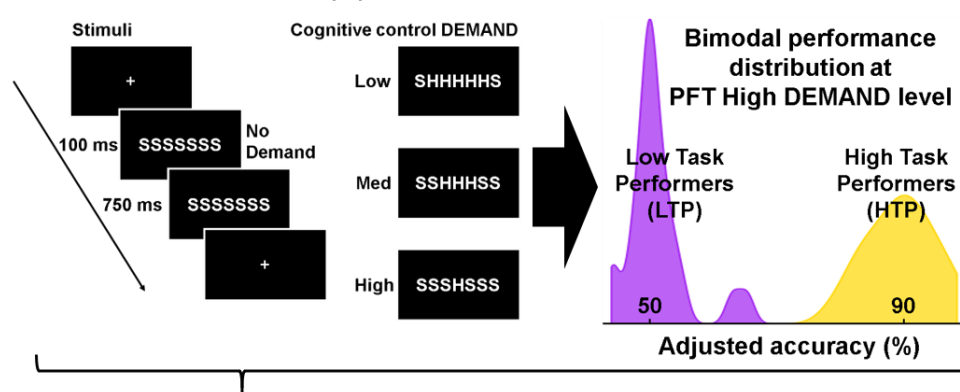 Stimuli
+
100 ms
SSSSSSS
No
Demand
750 ms
SSSSSSS
+
Cognitive control DEMAND
Low
SHHHHHS
Med
SSHHHSS
High
SSSHSSS
Bimodal performance
distribution at
PFT High DEMAND level
Low Task
Performers
(LTP)
High Task
Performers
(HTP)
50
90
Adjusted accuracy (%)